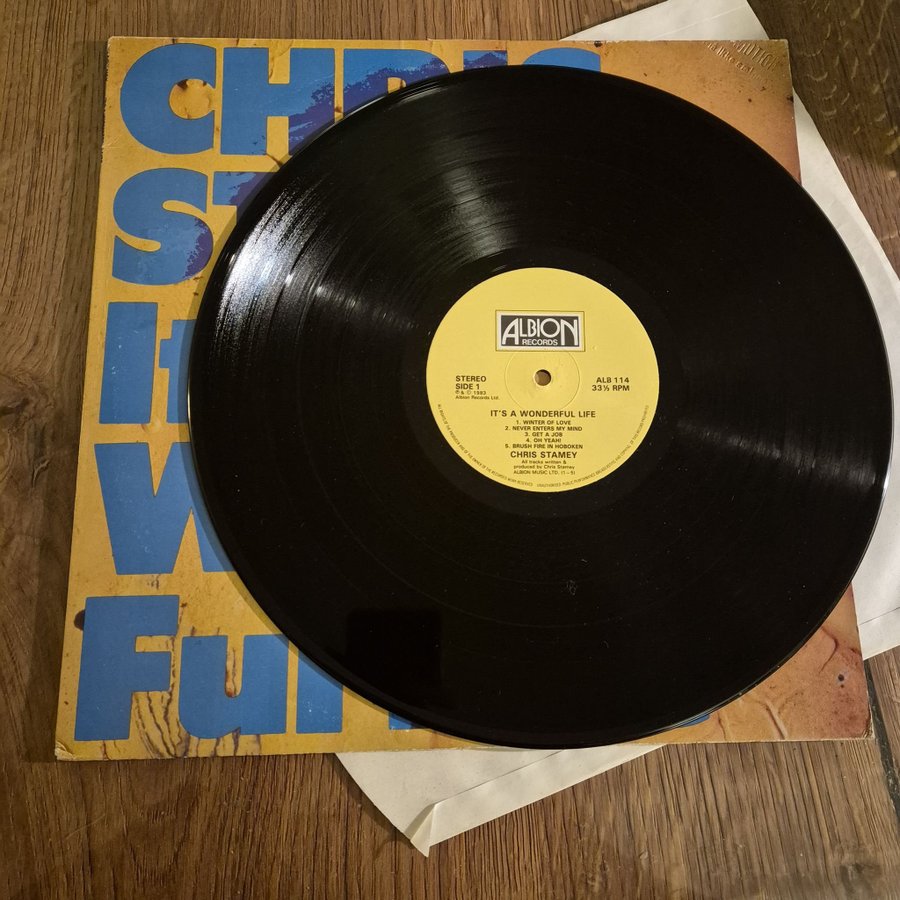 CHRIS
ST
It
W
Fun
ALBION
RECORDS
STEREO
SIDE 1
℗ & © 1983
Albion Records Ltd.
ALB 114
33⅓ RPM
IT'S A WONDERFUL LIFE
1. WINTER OF LOVE
2. NEVER ENTERS MY MIND
3. GET A JOB
4. OH YEAH!
5. BRUSH FIRE IN HOBOKEN
CHRIS STAMEY
All tracks written &
produced by Chris Stamey
ALBION MUSIC LTD. (1–5)